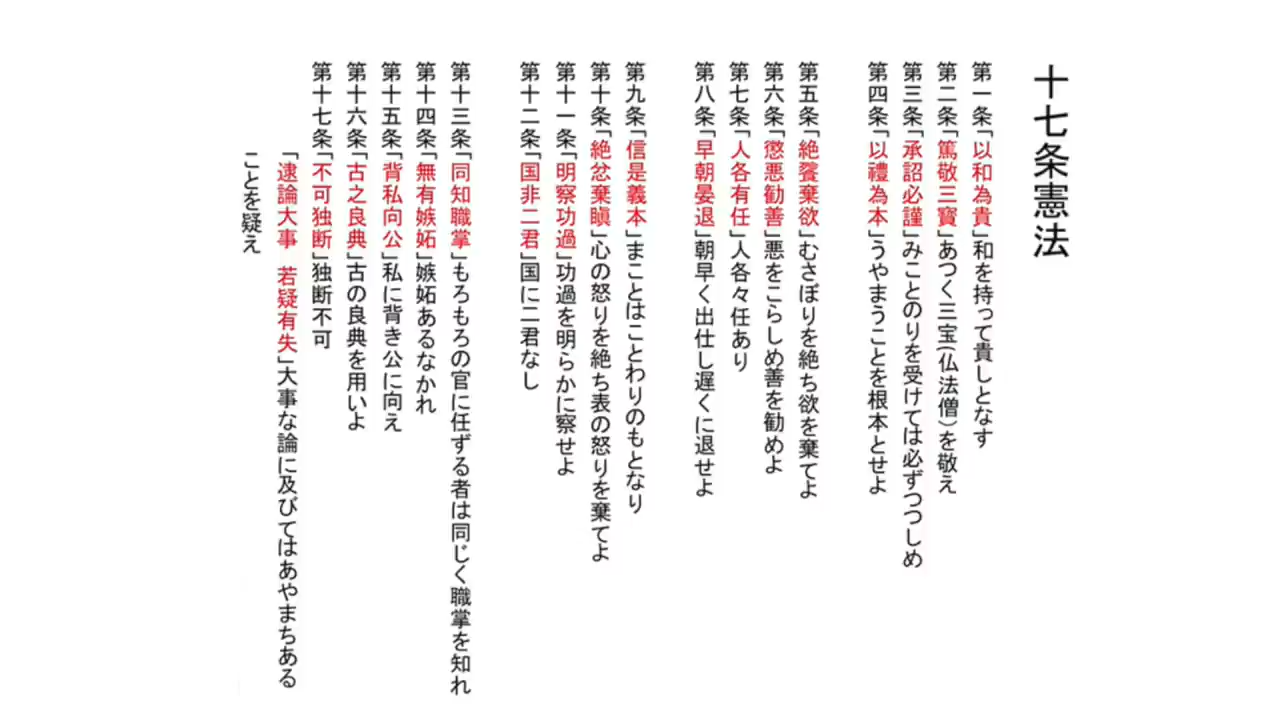 十七条憲法
第一条「以和為貴」和を持って貴しとなす
第二条「篤敬三寶」あつく三宝(仏法僧)を敬え
第三条「承詔必謹」みことのりを受けては必ずつつしめ
第四条「以禮為本」うやまうことを根本とせよ
第五条「絶饗棄欲」むさぼりを絶ち欲を棄てよ
第六条「懲悪勧善」悪をこらしめ善を勧めよ
第七条「人各有任」人各々任あり
第八条「早朝晏退」朝早く出仕し遅くに退せよ
第九条「信是義本」まことはことわりのもとなり
第十条「絶忿棄瞋」心の怒りを絶ち表の怒りを棄てよ
第十一条「明察功過」功過を明らかに察せよ
第十二条「国非二君」国に二君なし
第十三条「同知職掌」もろもろの官に任ずる者は同じく職掌を知れ
第十四条「無有嫉妬」嫉妬あるなかれ
第十五条「背私向公」私に背き公に向え
第十六条「古之良典」古の良典を用いよ
第十七条「不可独断」独断不可
「逮論大事　若疑有失」大事な論に及びてはあやまちある
ことを疑え